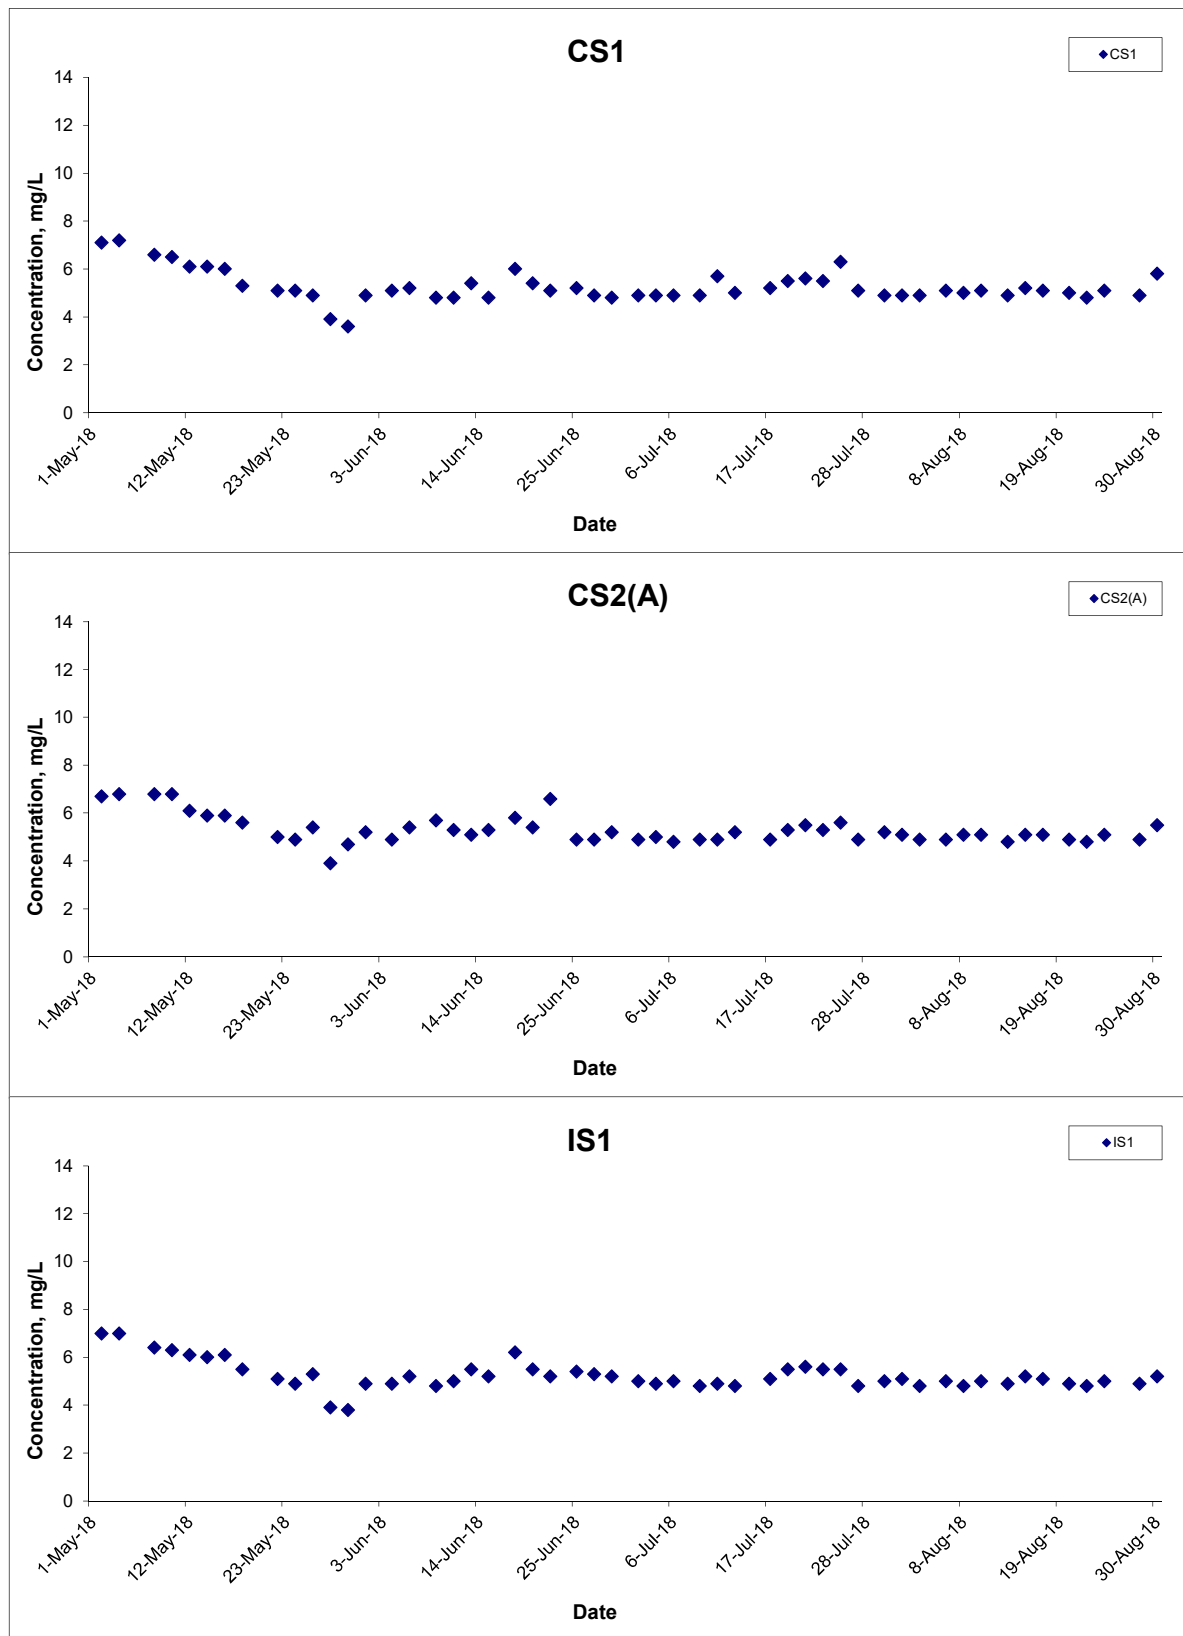 CS1
CS1
14
12
10
8
6
4
2
0
Concentration, mg/L
1-May-18
12-May-18
23-May-18
3-Jun-18
14-Jun-18
25-Jun-18
6-Jul-18
17-Jul-18
28-Jul-18
8-Aug-18
19-Aug-18
30-Aug-18
Date
CS2(A)
CS2(A)
14
12
10
8
6
4
2
0
Concentration, mg/L
1-May-18
12-May-18
23-May-18
3-Jun-18
14-Jun-18
25-Jun-18
6-Jul-18
17-Jul-18
28-Jul-18
8-Aug-18
19-Aug-18
30-Aug-18
Date
IS1
IS1
14
12
10
8
6
4
2
0
Concentration, mg/L
1-May-18
12-May-18
23-May-18
3-Jun-18
14-Jun-18
25-Jun-18
6-Jul-18
17-Jul-18
28-Jul-18
8-Aug-18
19-Aug-18
30-Aug-18
Date